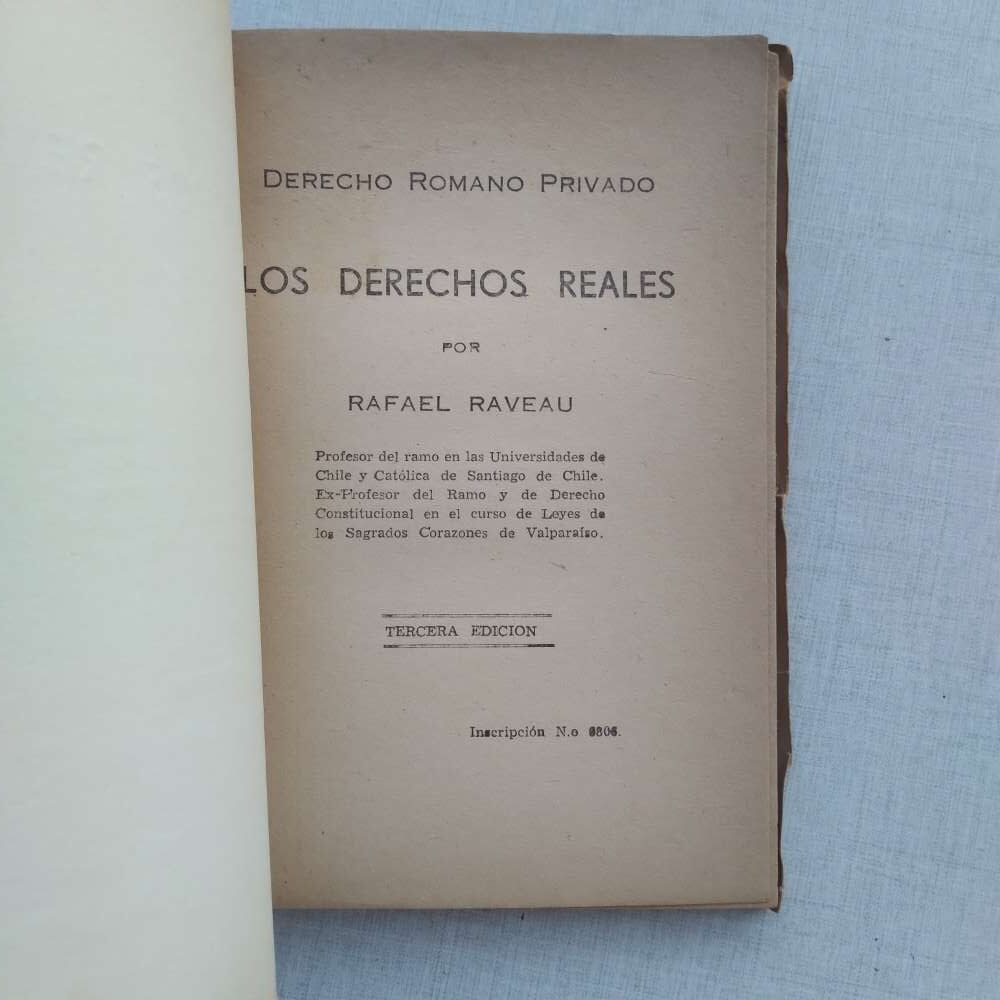 DERECHO ROMANO PRIVADO
LOS DERECHOS REALES
POR
RAFAEL RAVEAU
Profesor del ramo en las Universidades de
Chile y Católica de Santiago de Chile.
Ex-Profesor del Ramo y de Derecho
Constitucional en el curso de Leyes de
los Sagrados Corazones de Valparaíso.
TERCERA EDICION
Inscripción N.o